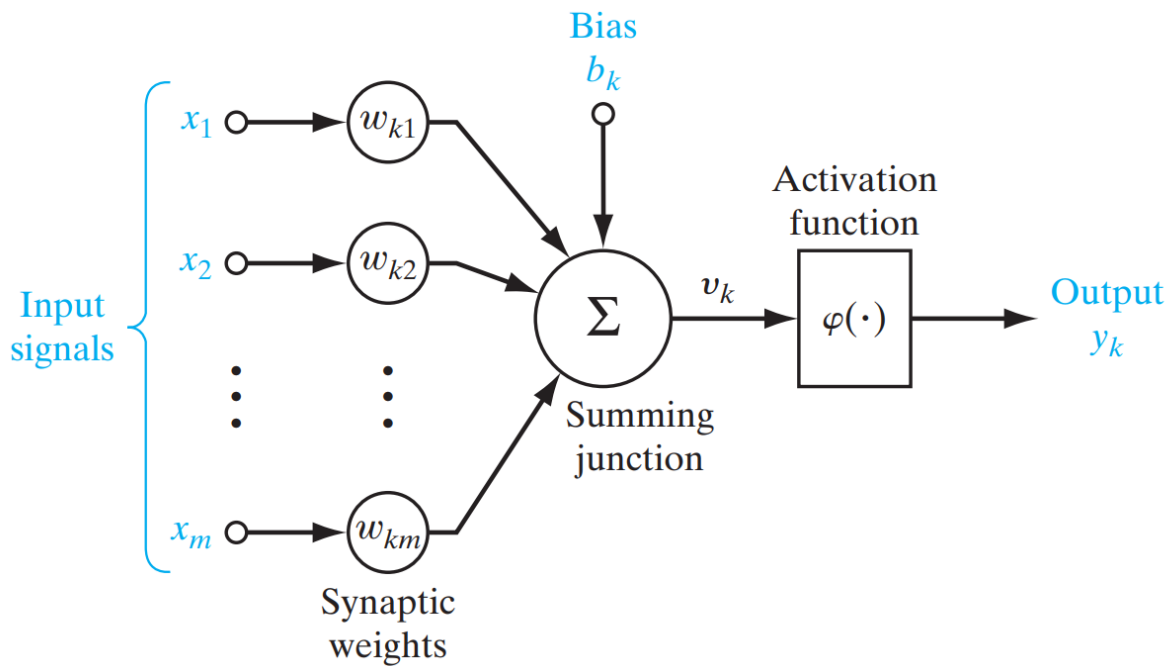 Bias
b_k
x_1
w_k1
Activation
function
x_2
w_k2
Input
signals
Σ
v_k
φ(·)
Output
y_k
Summing
junction
x_m
w_km
Synaptic
weights